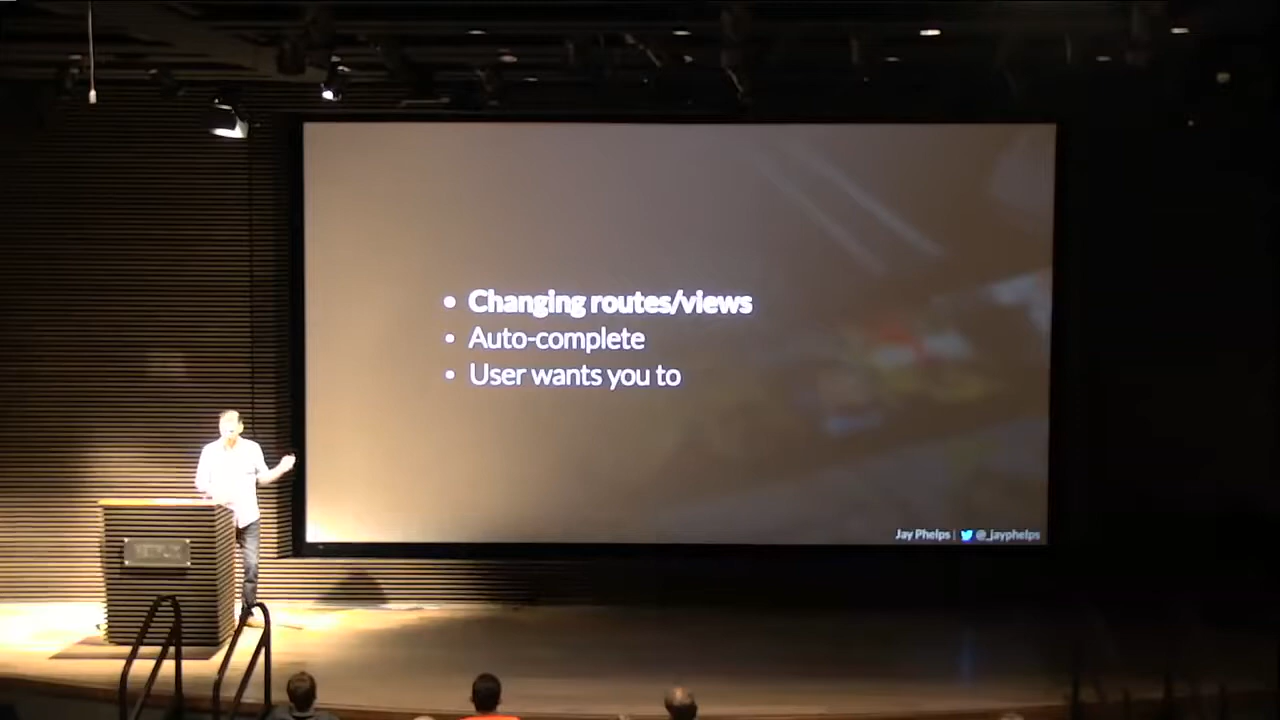 • Changing routes/views
• Auto-complete
• User wants you to
Jay Phelps | @_jayphelps